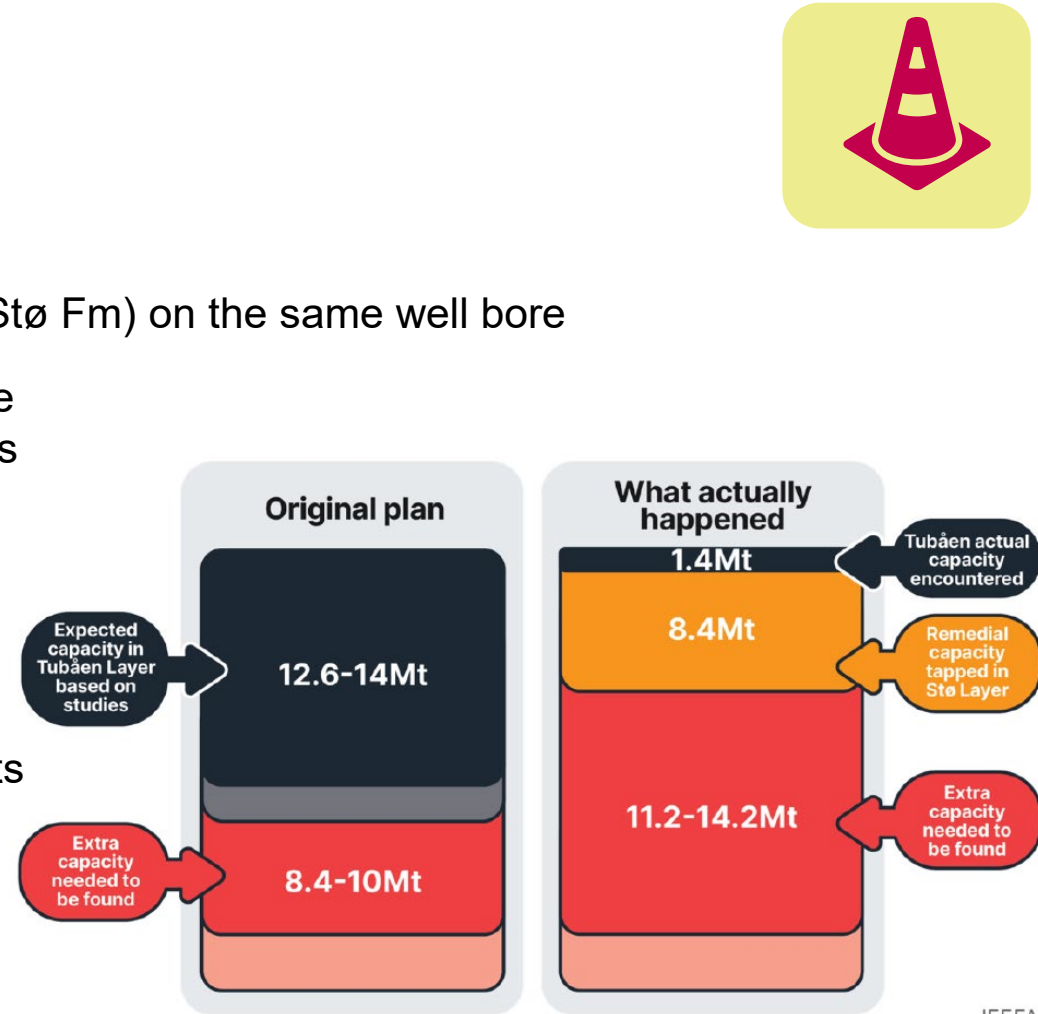 Stø Fm) on the same well bore
e
s
ts
Original plan
Expected
capacity in
Tubåen Layer
based on
studies
12.6-14Mt
Extra
capacity
needed to
be found
8.4-10Mt
What actually
happened
1.4Mt
Tubåen actual
capacity
encountered
8.4Mt
Remedial
capacity
tapped in
Stø Layer
11.2-14.2Mt
Extra
capacity
needed to
be found